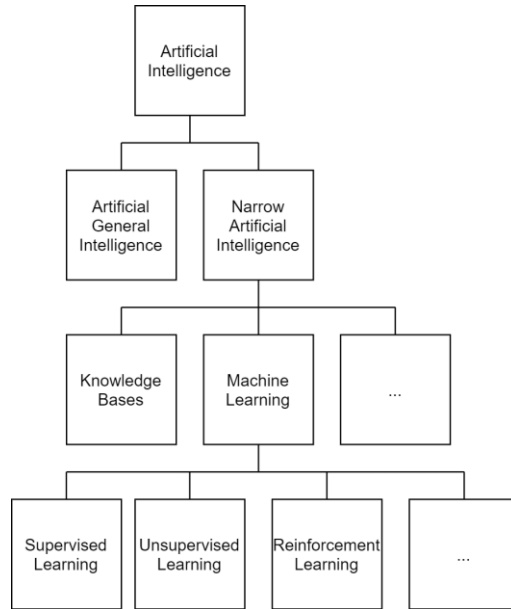 Artificial
Intelligence
Artificial
General
Intelligence
Narrow
Artificial
Intelligence
Knowledge
Bases
Machine
Learning
...
Supervised
Learning
Unsupervised
Learning
Reinforcement
Learning
...